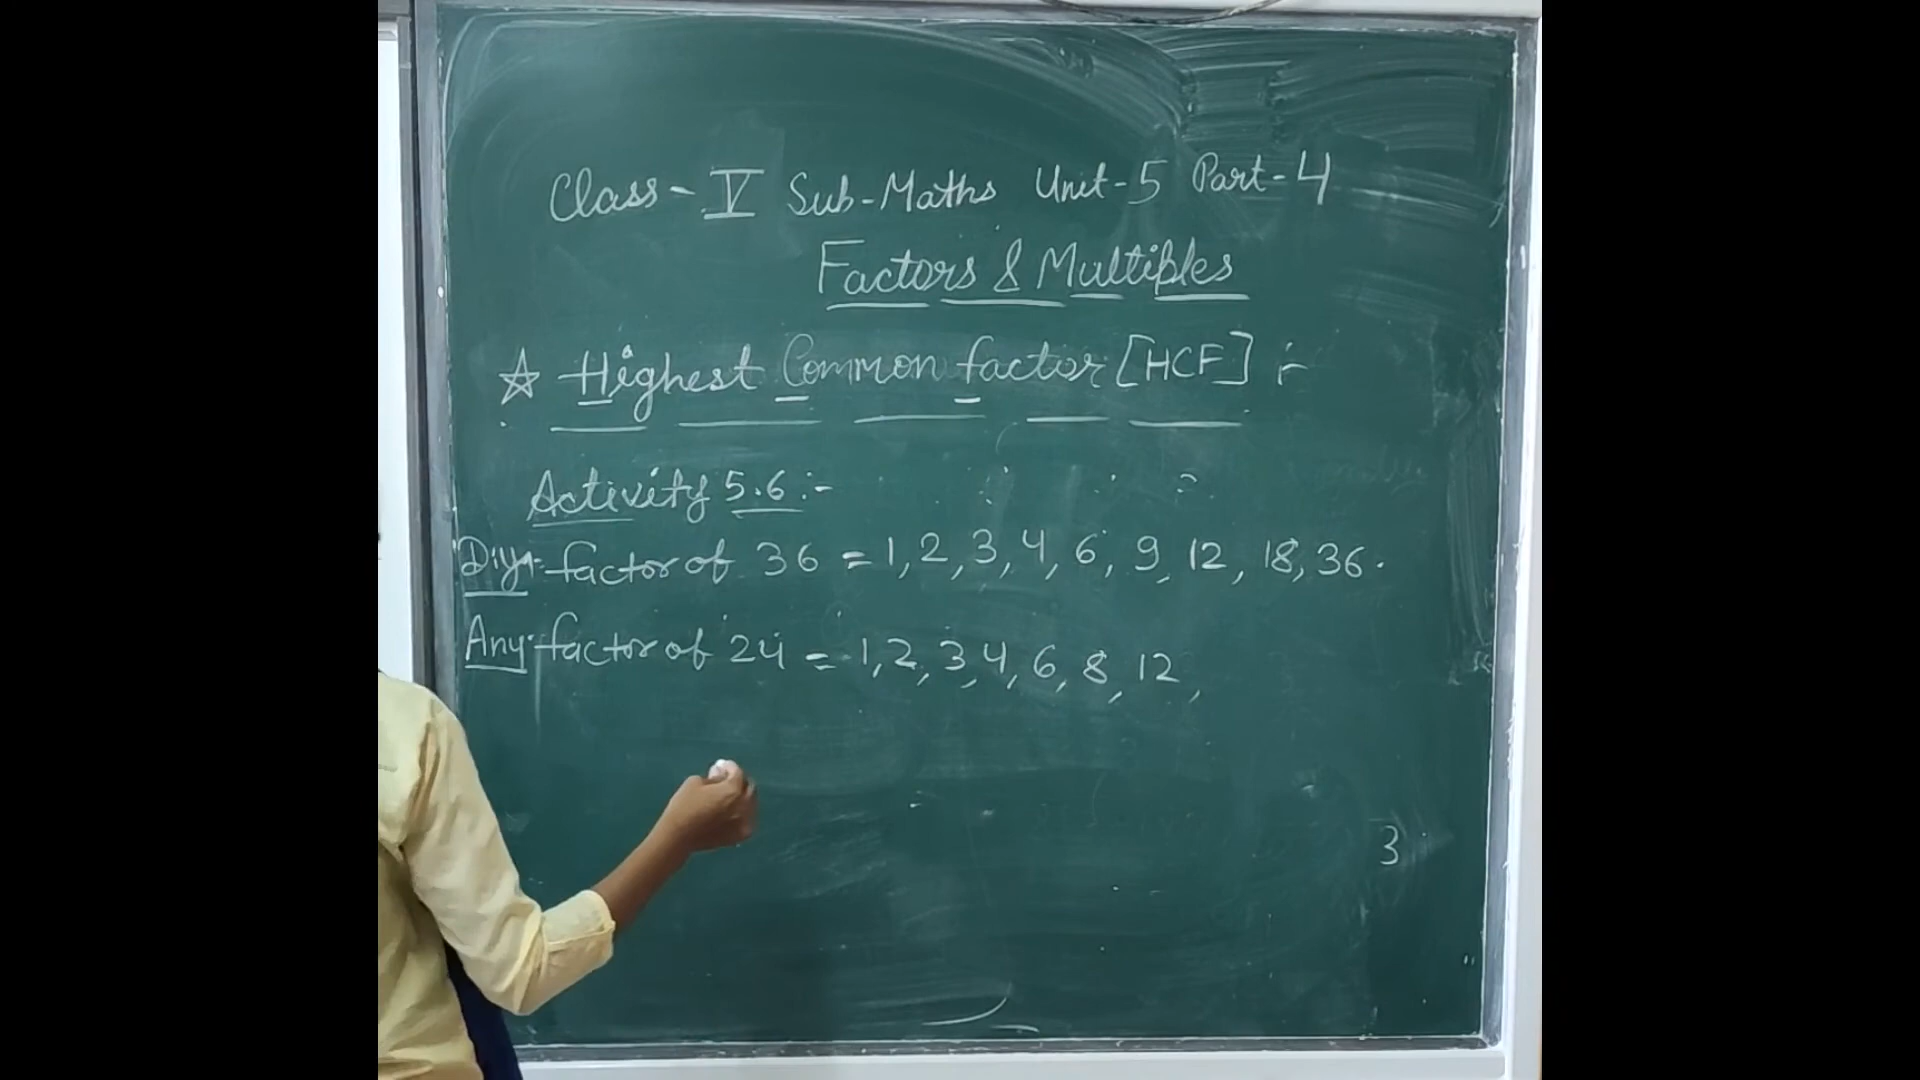 Class - V Sub-Maths Unit-5 Part-4
Factors & Multiples
☆ Highest Common factor [HCF] :-
Activity 5.6 :-
Diya:- factor of 36 = 1, 2, 3, 4, 6, 9, 12, 18, 36.
Any:- factor of 24 = 1, 2, 3, 4, 6, 8, 12,
3